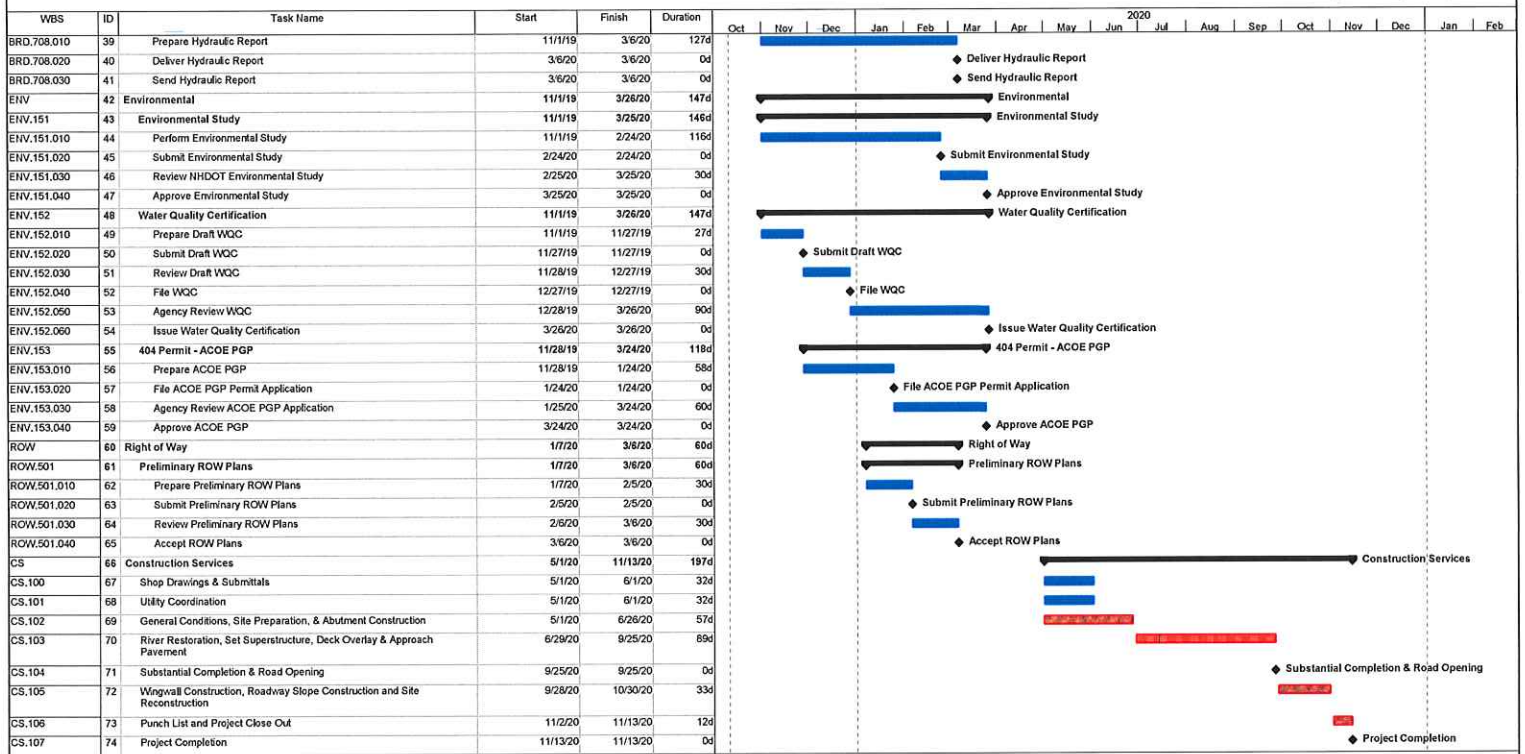 2020
WBS ID Task Name Start Finish Duration Oct Nov Dec Jan Feb Mar Apr May Jun Jul Aug Sep Oct Nov Dec Jan Feb
BRD.708.010 39 Prepare Hydraulic Report 11/1/19 3/6/20 127d
BRD.708.020 40 Deliver Hydraulic Report 3/6/20 3/6/20 0d Deliver Hydraulic Report
BRD.708.030 41 Send Hydraulic Report 3/6/20 3/6/20 0d Send Hydraulic Report
ENV 42 Environmental 11/1/19 3/26/20 147d Environmental
ENV.151 43 Environmental Study 11/1/19 3/25/20 146d Environmental Study
ENV.151.010 44 Perform Environmental Study 11/1/19 2/24/20 116d
ENV.151.020 45 Submit Environmental Study 2/24/20 2/24/20 0d Submit Environmental Study
ENV.151.030 46 Review NHDOT Environmental Study 2/25/20 3/25/20 30d
ENV.151.040 47 Approve Environmental Study 3/25/20 3/25/20 0d Approve Environmental Study
ENV.152 48 Water Quality Certification 11/1/19 3/26/20 147d Water Quality Certification
ENV.152.010 49 Prepare Draft WQC 11/1/19 11/27/19 27d
ENV.152.020 50 Submit Draft WQC 11/27/19 11/27/19 0d Submit Draft WQC
ENV.152.030 51 Review Draft WQC 11/28/19 12/27/19 30d
ENV.152.040 52 File WQC 12/27/19 12/27/19 0d File WQC
ENV.152.050 53 Agency Review WQC 12/28/19 3/26/20 90d
ENV.152.060 54 Issue Water Quality Certification 3/26/20 3/26/20 0d Issue Water Quality Certification
ENV.153 55 404 Permit - ACOE PGP 11/28/19 3/24/20 118d 404 Permit - ACOE PGP
ENV.153.010 56 Prepare ACOE PGP 11/28/19 1/24/20 58d
ENV.153.020 57 File ACOE PGP Permit Application 1/24/20 1/24/20 0d File ACOE PGP Permit Application
ENV.153.030 58 Agency Review ACOE PGP Application 1/25/20 3/24/20 60d
ENV.153.040 59 Approve ACOE PGP 3/24/20 3/24/20 0d Approve ACOE PGP
ROW 60 Right of Way 1/7/20 3/6/20 60d Right of Way
ROW.501 61 Preliminary ROW Plans 1/7/20 3/6/20 60d Preliminary ROW Plans
ROW.501.010 62 Prepare Preliminary ROW Plans 1/7/20 2/5/20 30d
ROW.501.020 63 Submit Preliminary ROW Plans 2/5/20 2/5/20 0d Submit Preliminary ROW Plans
ROW.501.030 64 Review Preliminary ROW Plans 2/6/20 3/6/20 30d
ROW.501.040 65 Accept ROW Plans 3/6/20 3/6/20 0d Accept ROW Plans
CS 66 Construction Services 5/1/20 11/13/20 197d Construction Services
CS.100 67 Shop Drawings & Submittals 5/1/20 6/1/20 32d
CS.101 68 Utility Coordination 5/1/20 6/1/20 32d
CS.102 69 General Conditions, Site Preparation, & Abutment Construction 5/1/20 6/26/20 57d
CS.103 70 River Restoration, Set Superstructure, Deck Overlay & Approach 6/29/20 9/25/20 89d
Pavement
CS.104 71 Substantial Completion & Road Opening 9/25/20 9/25/20 0d Substantial Completion & Road Opening
CS.105 72 Wingwall Construction, Roadway Slope Construction and Site 9/28/20 10/30/20 33d
Reconstruction
CS.106 73 Punch List and Project Close Out 11/2/20 11/13/20 12d
CS.107 74 Project Completion 11/13/20 11/13/20 0d Project Completion